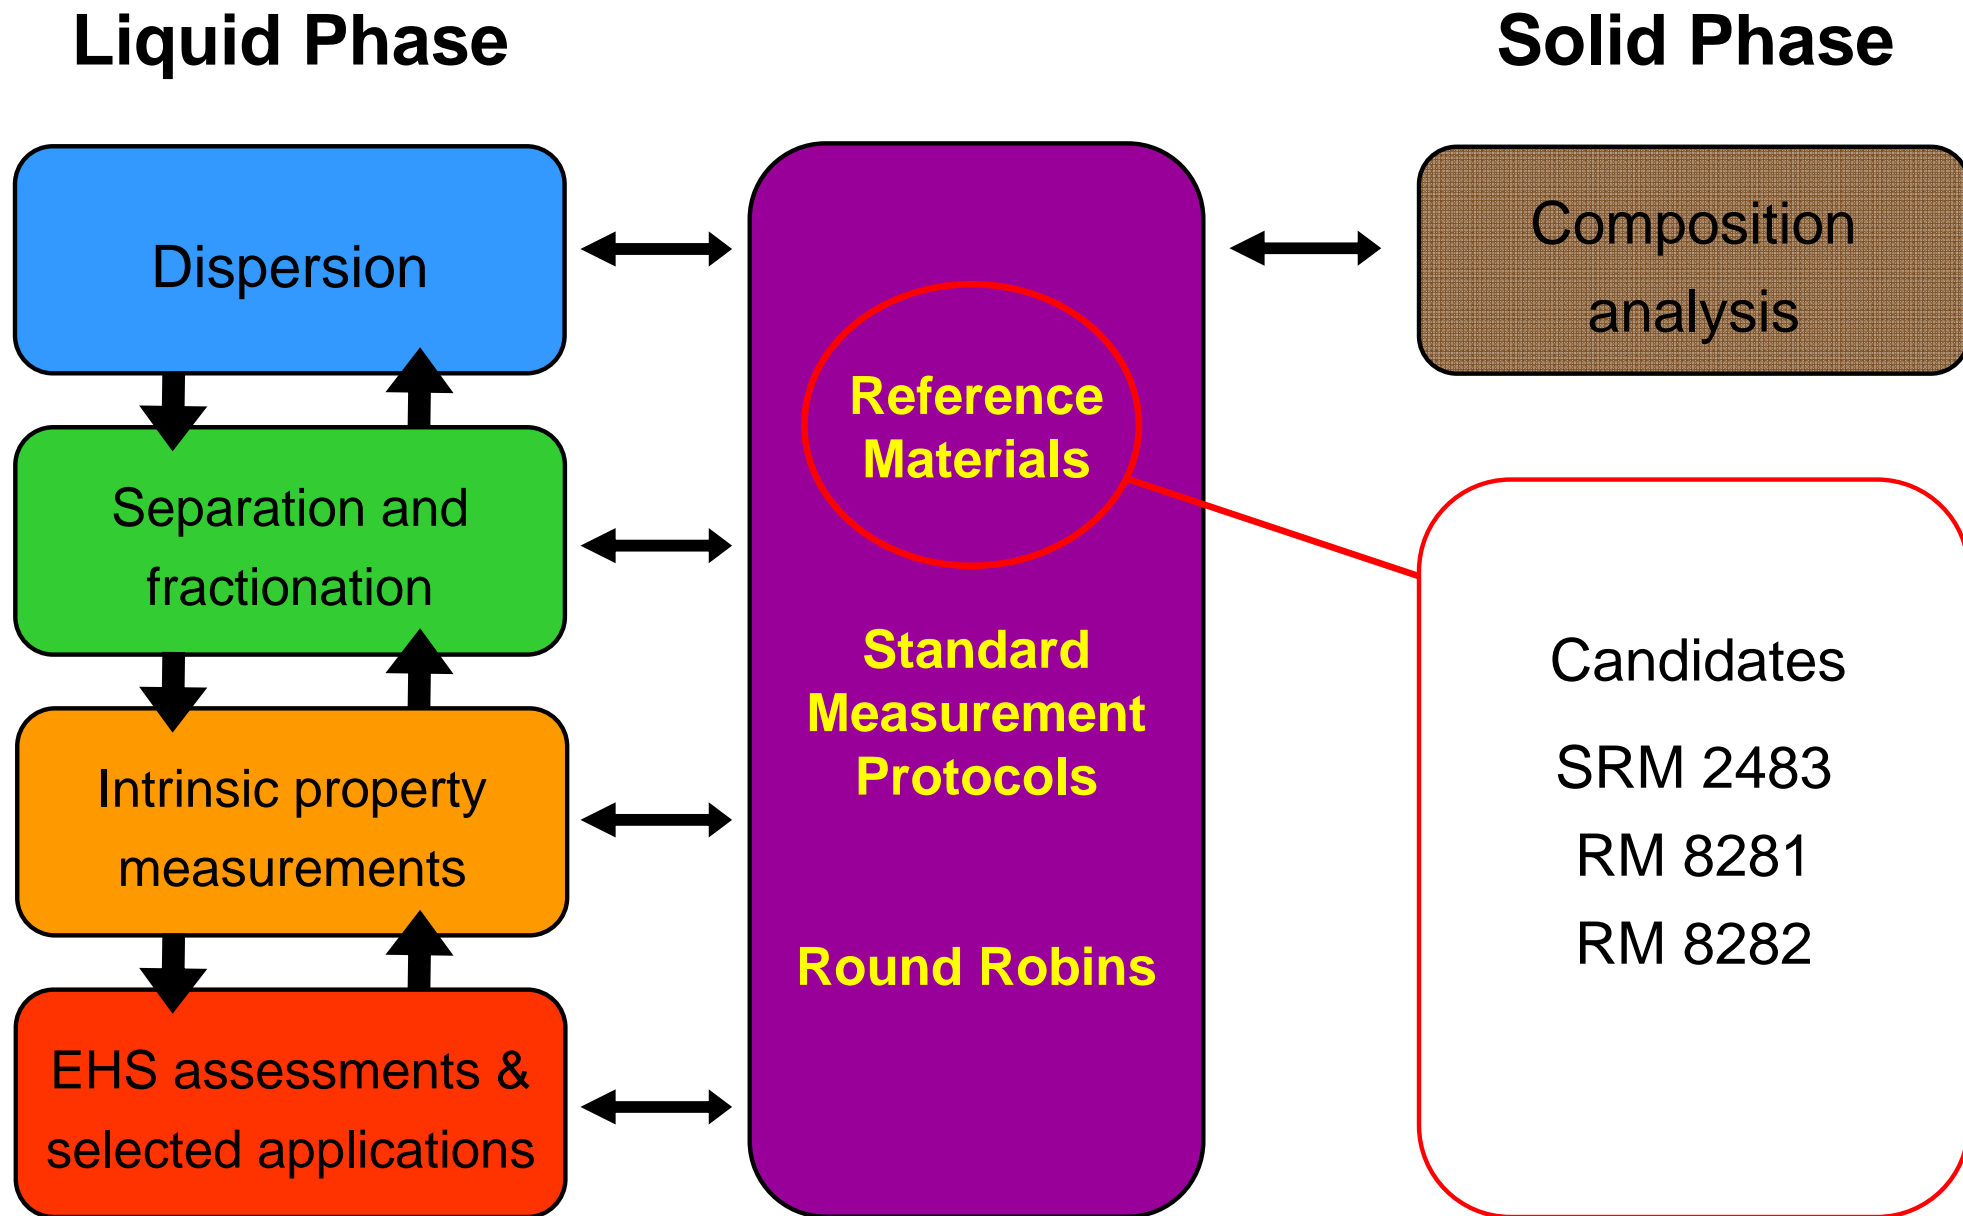 Liquid Phase
Solid Phase
Dispersion
Separation and
fractionation
Intrinsic property
measurements
EHS assessments &
selected applications
Reference
Materials
Standard
Measurement
Protocols
Round Robins
Composition
analysis
Candidates
SRM 2483
RM 8281
RM 8282